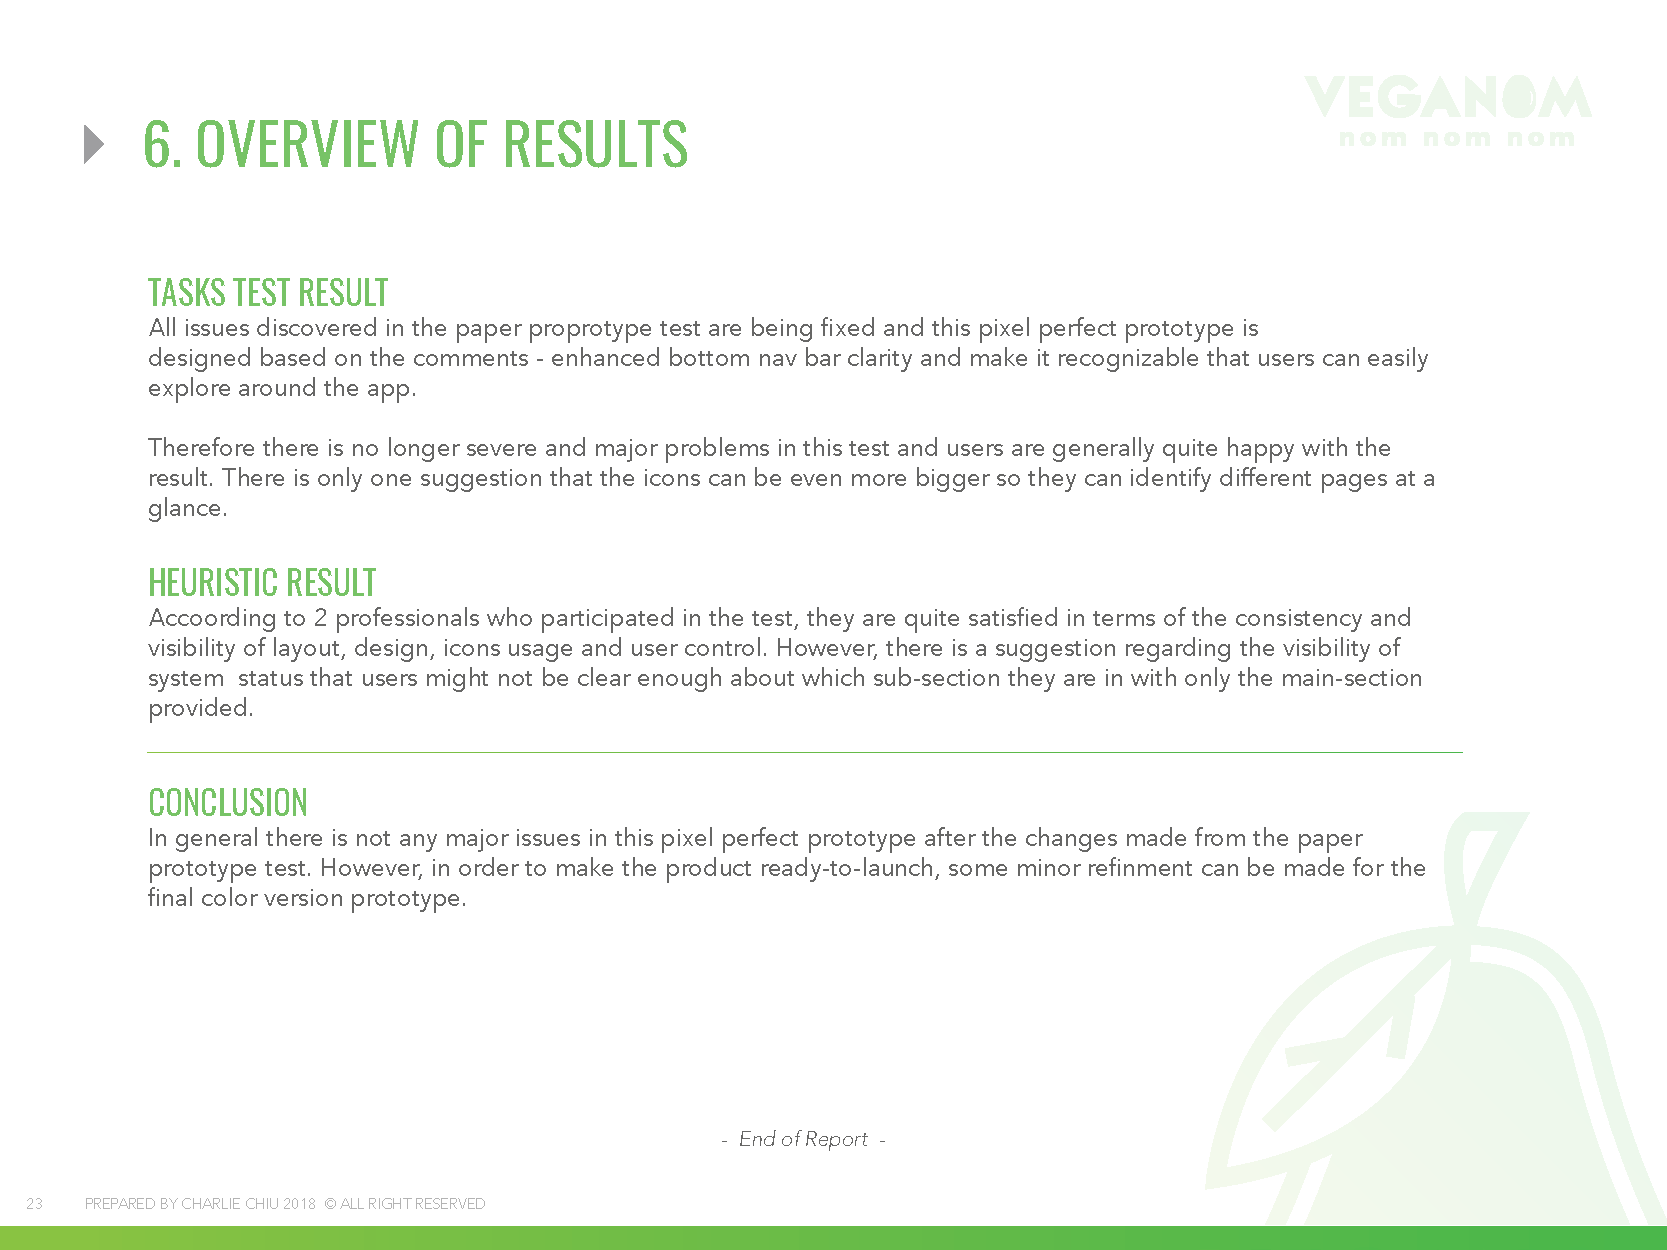 VEGANOM
nom nom nom
6. OVERVIEW OF RESULTS
TASKS TEST RESULT
All issues discovered in the paper proprotype test are being fixed and this pixel perfect prototype is
designed based on the comments - enhanced bottom nav bar clarity and make it recognizable that users can easily
explore around the app.
Therefore there is no longer severe and major problems in this test and users are generally quite happy with the
result. There is only one suggestion that the icons can be even more bigger so they can identify different pages at a
glance.
HEURISTIC RESULT
Accoording to 2 professionals who participated in the test, they are quite satisfied in terms of the consistency and
visibility of layout, design, icons usage and user control. However, there is a suggestion regarding the visibility of
system  status that users might not be clear enough about which sub-section they are in with only the main-section
provided.
CONCLUSION
In general there is not any major issues in this pixel perfect prototype after the changes made from the paper
prototype test. However, in order to make the product ready-to-launch, some minor refinment can be made for the
final color version prototype.
- End of Report -
23 PREPARED BY CHARLIE CHIU 2018 © ALL RIGHT RESERVED